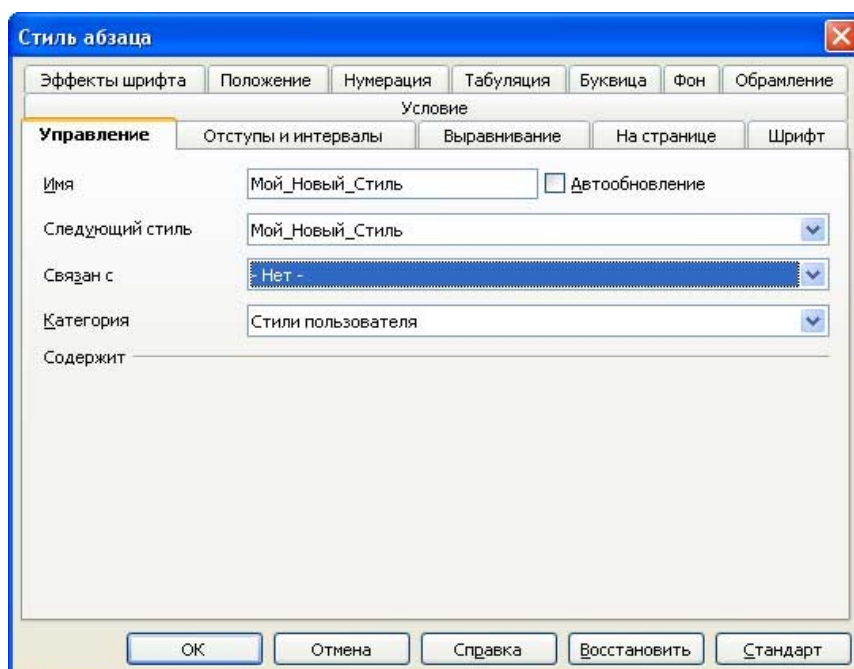 Стиль абзаца
Эффекты шрифта Положение Нумерация Табуляция Буквица Фон Обрамление
Условие
Управление Отступы и интервалы Выравнивание На странице Шрифт
Имя Мой_Новый_Стиль Автообновление
Следующий стиль Мой_Новый_Стиль
Связан с - Нет -
Категория Стили пользователя
Содержит
ОК Отмена Справка Восстановить Стандарт